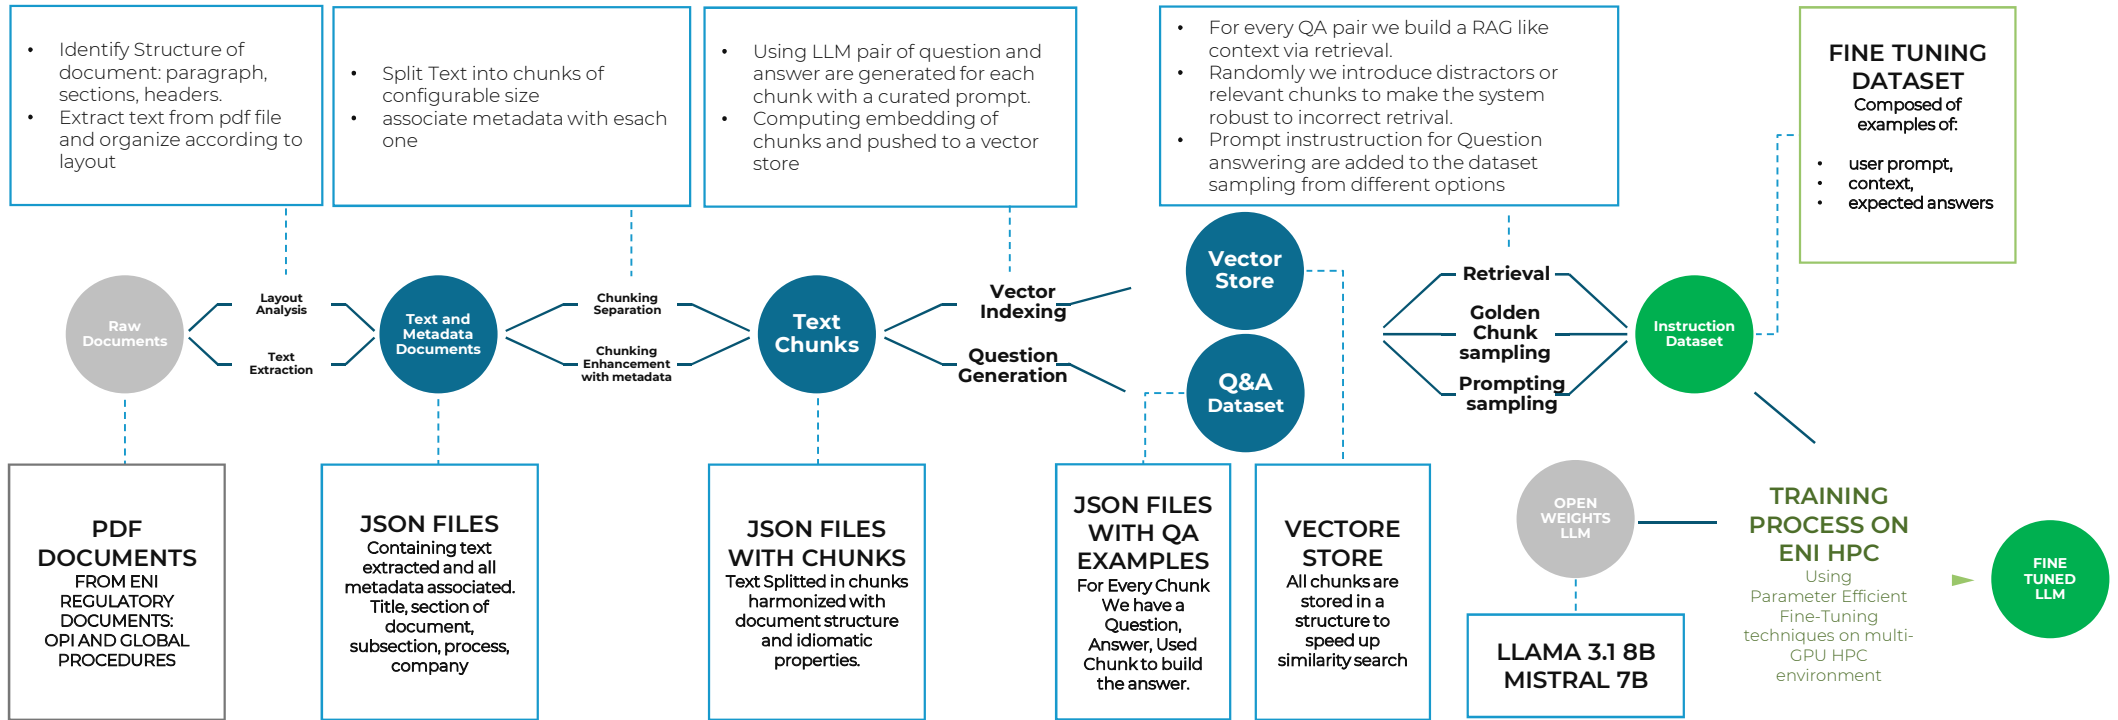 • Identify Structure of
document: paragraph,
sections, headers.
• Extract text from pdf file
and organize according to
layout
• Split Text into chunks of
configurable size
• associate metadata with esach
one
• Using LLM pair of question and
answer are generated for each
chunk with a curated prompt.
• Computing embedding of
chunks and pushed to a vector
store
• For every QA pair we build a RAG like
context via retrieval.
• Randomly we introduce distractors or
relevant chunks to make the system
robust to incorrect retrival.
• Prompt instrustruction for Question
answering are added to the dataset
sampling from different options
FINE TUNING
DATASET
Composed of
examples of:
• user prompt,
• context,
• expected answers
Raw
Documents
Layout
Analysis
Text
Extraction
Text and
Metadata
Documents
Chunking
Separation
Chunking
Enhancement
with metadata
Text
Chunks
Vector
Indexing
Question
Generation
Vector
Store
Q&A
Dataset
Retrieval
Golden
Chunk
sampling
Prompting
sampling
Instruction
Dataset
PDF
DOCUMENTS
FROM ENI
REGULATORY
DOCUMENTS:
OPI AND GLOBAL
PROCEDURES
JSON FILES
Containing text
extracted and all
metadata associated.
Title, section of
document,
subsection, process,
company
JSON FILES
WITH CHUNKS
Text Splitted in chunks
harmonized with
document structure
and idiomatic
properties.
JSON FILES
WITH QA
EXAMPLES
For Every Chunk
We have a
Question,
Answer, Used
Chunk to build
the answer.
VECTORE
STORE
All chunks are
stored in a
structure to
speed up
similarity search
OPEN
WEIGHTS
LLM
LLAMA 3.1 8B
MISTRAL 7B
TRAINING
PROCESS ON
ENI HPC
Using
Parameter Efficient
Fine-Tuning
techniques on multi-
GPU HPC
environment
FINE
TUNED
LLM